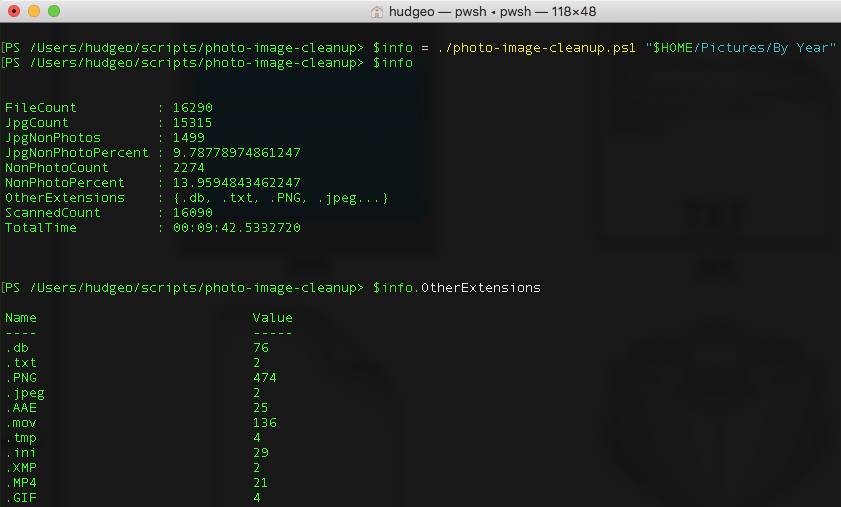 hudgeo — pwsh • pwsh — 118×48
[PS /Users/hudgeo/scripts/photo-image-cleanup> $info = ./photo-image-cleanup.ps1 "$HOME/Pictures/By Year"
[PS /Users/hudgeo/scripts/photo-image-cleanup> $info
FileCount : 16290
JpgCount : 15315
JpgNonPhotos : 1499
JpgNonPhotoPercent : 9.78778974861247
NonPhotoCount : 2274
NonPhotoPercent : 13.9594843462247
OtherExtensions : {.db, .txt, .PNG, .jpeg...}
ScannedCount : 16090
TotalTime : 00:09:42.5332720
[PS /Users/hudgeo/scripts/photo-image-cleanup> $info.OtherExtensions
Name Value
---- -----
.db 76
.txt 2
.PNG 474
.jpeg 2
.AAE 25
.mov 136
.tmp 4
.ini 29
.XMP 2
.MP4 21
.GIF 4